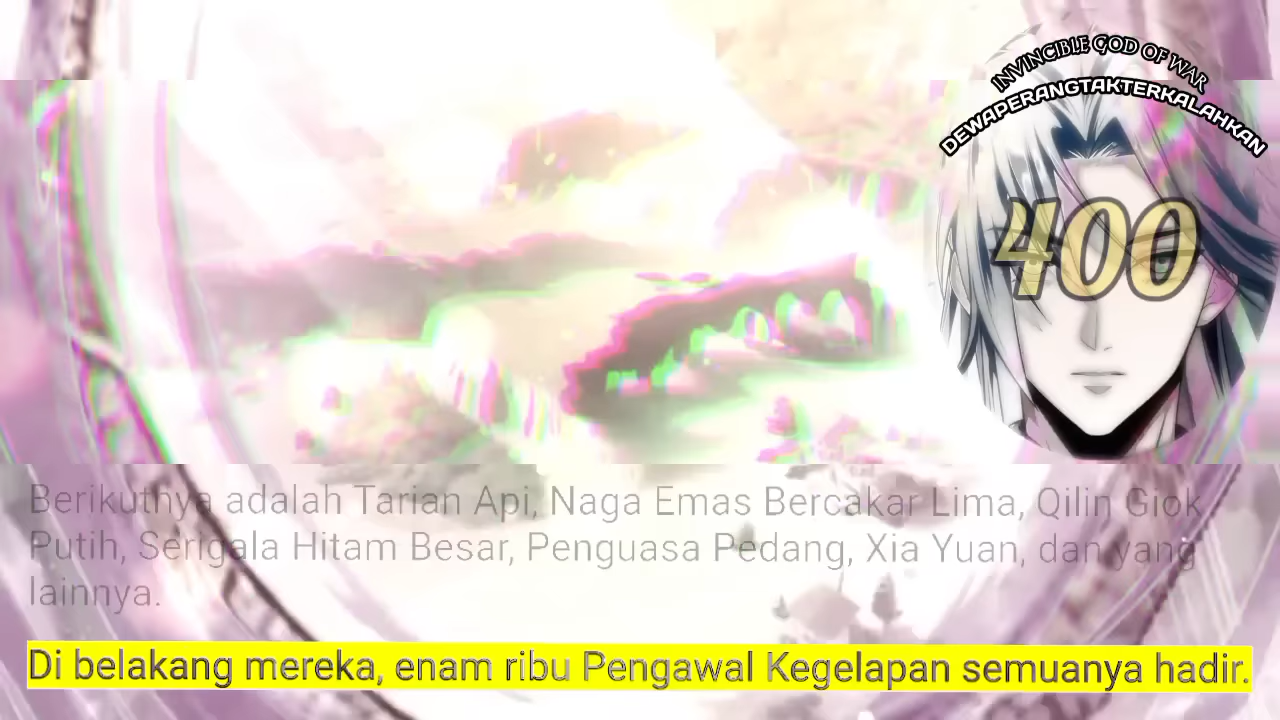 INVINCIBLE GOD OF WAR
DEWAPERANGTAKTERKALAHKAN
400
Berikutnya adalah Tarian Api, Naga Emas Bercakar Lima, Qilin Giok
Putih, Serigala Hitam Besar, Penguasa Pedang, Xia Yuan, dan yang
lainnya.
Di belakang mereka, enam ribu Pengawal Kegelapan semuanya hadir.